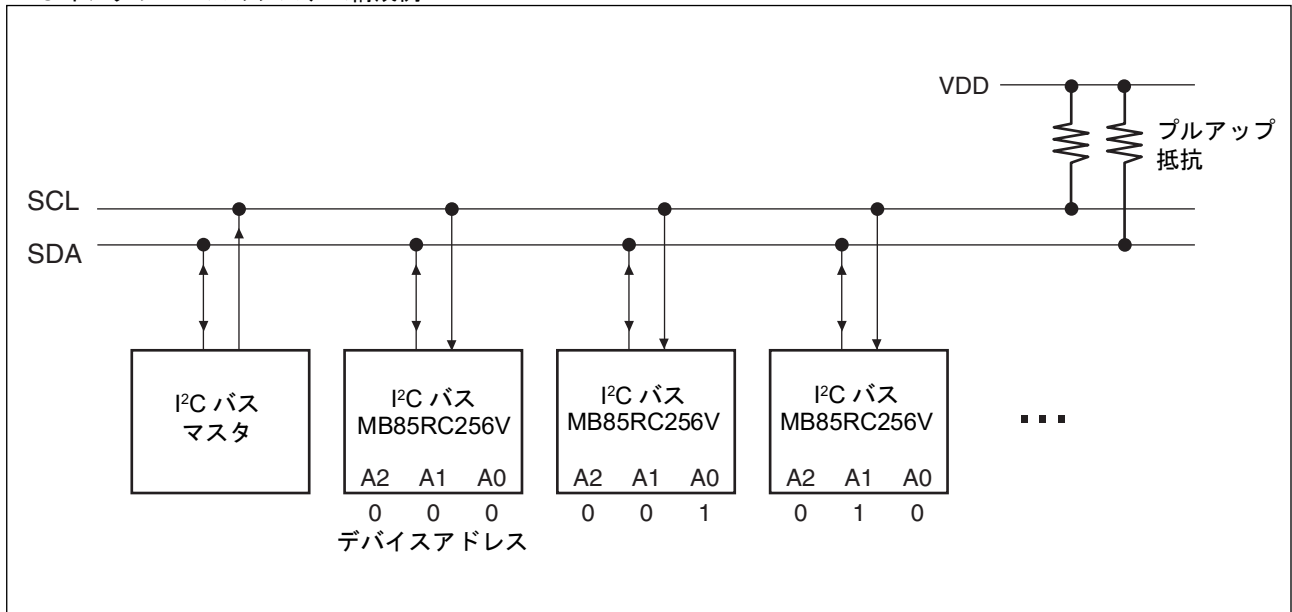 VDD
プルアップ
抵抗
SCL
SDA
I²C バス
マスタ
I²C バス
MB85RC256V
A2 A1 A0
0 0 0
デバイスアドレス
I²C バス
MB85RC256V
A2 A1 A0
0 0 1
I²C バス
MB85RC256V
A2 A1 A0
0 1 0
...